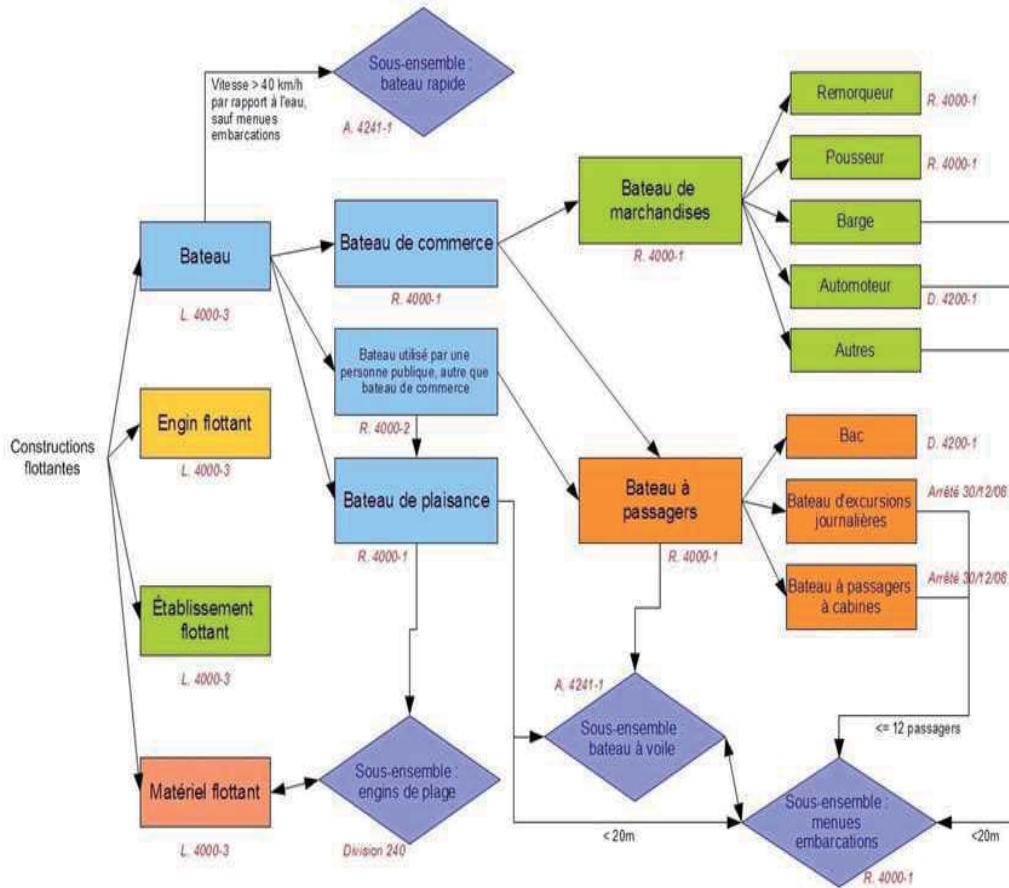 Sous-ensemble :
bateau rapide
Vitesse > 40 km/h
par rapport à l'eau,
sauf menues
embarcations
A. 4241-1
Remorqueur
R. 4000-1
Pousseur
R. 4000-1
Bateau de
marchandises
R. 4000-1
Barge
Automoteur
D. 4200-1
Autres
Bateau
L. 4000-3
Bateau de commerce
R. 4000-1
Bateau utilisé par une
personne publique, autre que
bateau de commerce
R. 4000-2
Constructions
flottantes
Engin flottant
L. 4000-3
Bateau de plaisance
R. 4000-1
Bateau à
passagers
R. 4000-1
Bac
D. 4200-1
Bateau d'excursions
journalières
Arrêté 30/12/08
Bateau à passagers
à cabines
Arrêté 30/12/08
Établissement
flottant
L. 4000-3
A. 4241-1
Sous-ensemble :
bateau à voile
<= 12 passagers
Matériel flottant
L. 4000-3
Sous-ensemble :
engins de plage
Division 240
< 20m
Sous-ensemble :
menues
embarcations
<20m
R. 4000-1